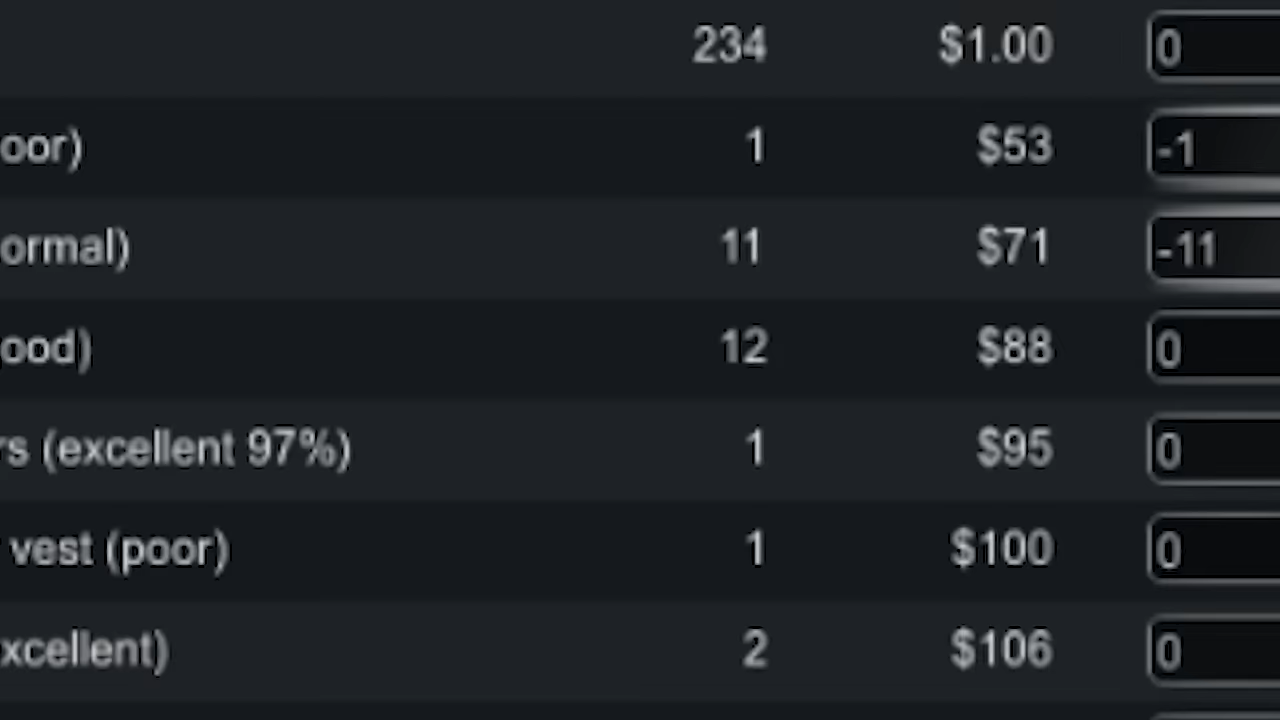 234 $1.00 0
oor) 1 $53 -1
ormal) 11 $71 -11
ood) 12 $88 0
rs (excellent 97%) 1 $95 0
vest (poor) 1 $100 0
xcellent) 2 $106 0